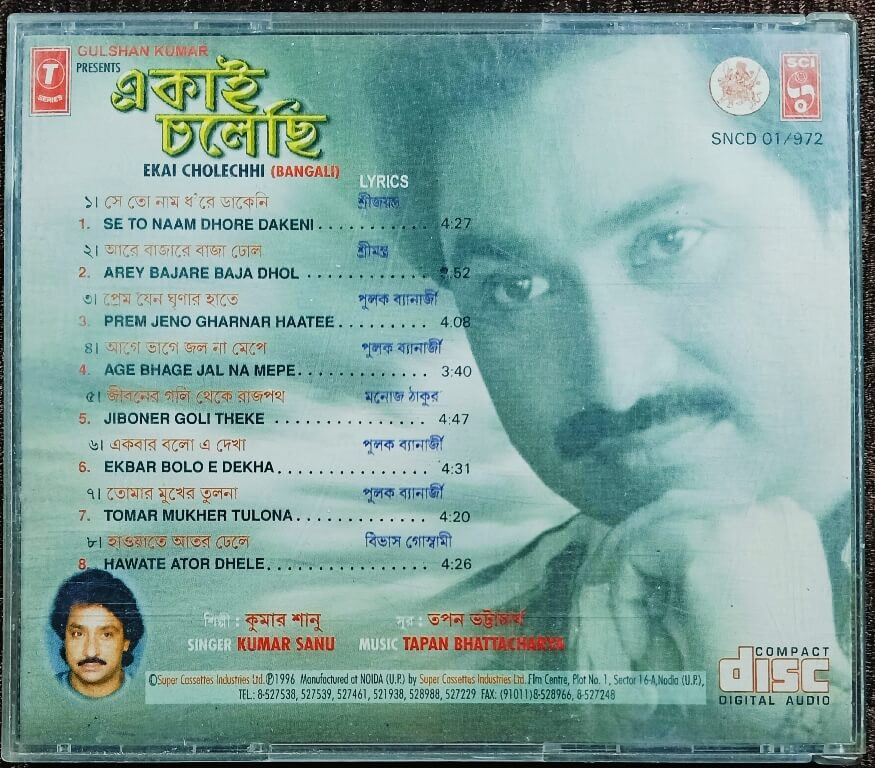 GULSHAN KUMAR
PRESENTS
T
SERIES
একাই
চলেছি
EKAI CHOLECHHI (BANGALI)
SCI
SNCD 01/972
LYRICS
১। সে তো নাম ধ'রে ডাকেনি শ্রীজয়ন্ত
1. SE TO NAAM DHORE DAKENI . . . . . . . . . . . 4:27
২। আরে বাজারে বাজা ঢোল
2. AREY BAJARE BAJA DHOL . . . . . . . . . . . . :52
৩। প্রেম যেন ঘৃণার হাতে পুলক ব্যানার্জী
3. PREM JENO GHARNAR HAATEE . . . . . . . . . 4:08
৪। আগে ভাগে জল না মেপে পুলক ব্যানার্জী
4. AGE BHAGE JAL NA MEPE. . . . . . . . . . . . . 3:40
৫। জীবনের গলি থেকে রাজপথ মনোজ ঠাকুর
5. JIBONER GOLI THEKE . . . . . . . . . . . . . . . 4:47
৬। একবার বলো এ দেখা পুলক ব্যানার্জী
6. EKBAR BOLO E DEKHA. . . . . . . . . . . . . . . 4:31
৭। তোমার মুখের তুলনা পুলক ব্যানার্জী
7. TOMAR MUKHER TULONA. . . . . . . . . . . . . 4:20
৮। হাওয়াতে আতর ঢেলে বিভাস গোস্বামী
8. HAWATE ATOR DHELE. . . . . . . . . . . . . . . . 4:26
শিল্পী : কুমার শানু সুর : তপন ভট্টাচার্য
SINGER KUMAR SANU MUSIC TAPAN BHATTACHARYA
©Super Cassettes Industries Ltd. ℗1996 Manufactured at NOIDA (U.P.) by Super Cassettes Industries Ltd. Film Centre, Plot No. 1, Sector 16-A, Nodia (U.P.),
TEL.: 8-527538, 527539, 527461, 521938, 528988, 527229 FAX: (91011)8-528966, 8-527248
COMPACT
disc
DIGITAL AUDIO